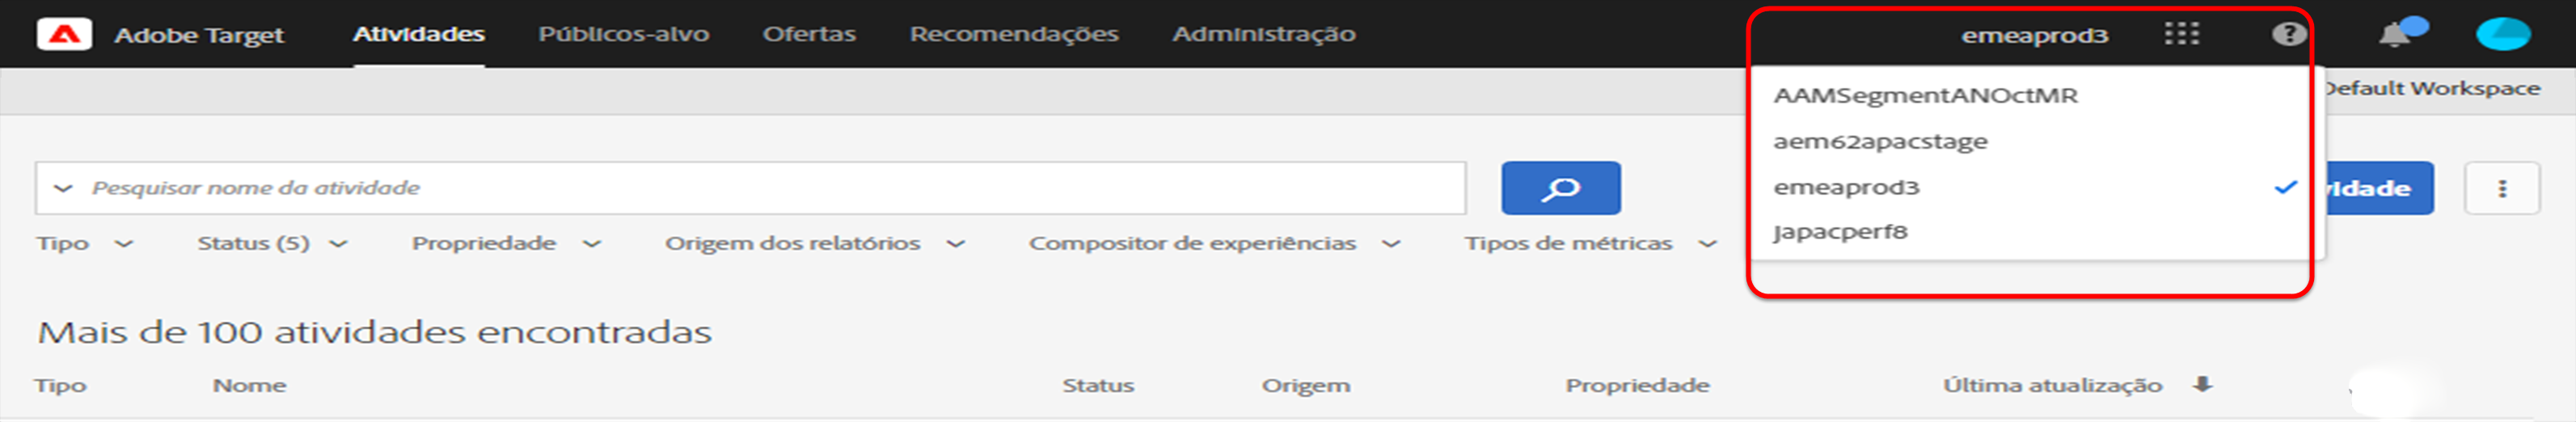 Adobe Target Atividades Públicos-alvo Ofertas Recomendações Administração emeaprod3
Default Workspace
AAMSegmentANOctMR
aem62apacstage
emeaprod3
Japacperf8
Pesquisar nome da atividade
vidade
Tipo Status (5) Propriedade Origem dos relatórios Compositor de experiências Tipos de métricas
Mais de 100 atividades encontradas
Tipo Nome Status Origem Propriedade Última atualização